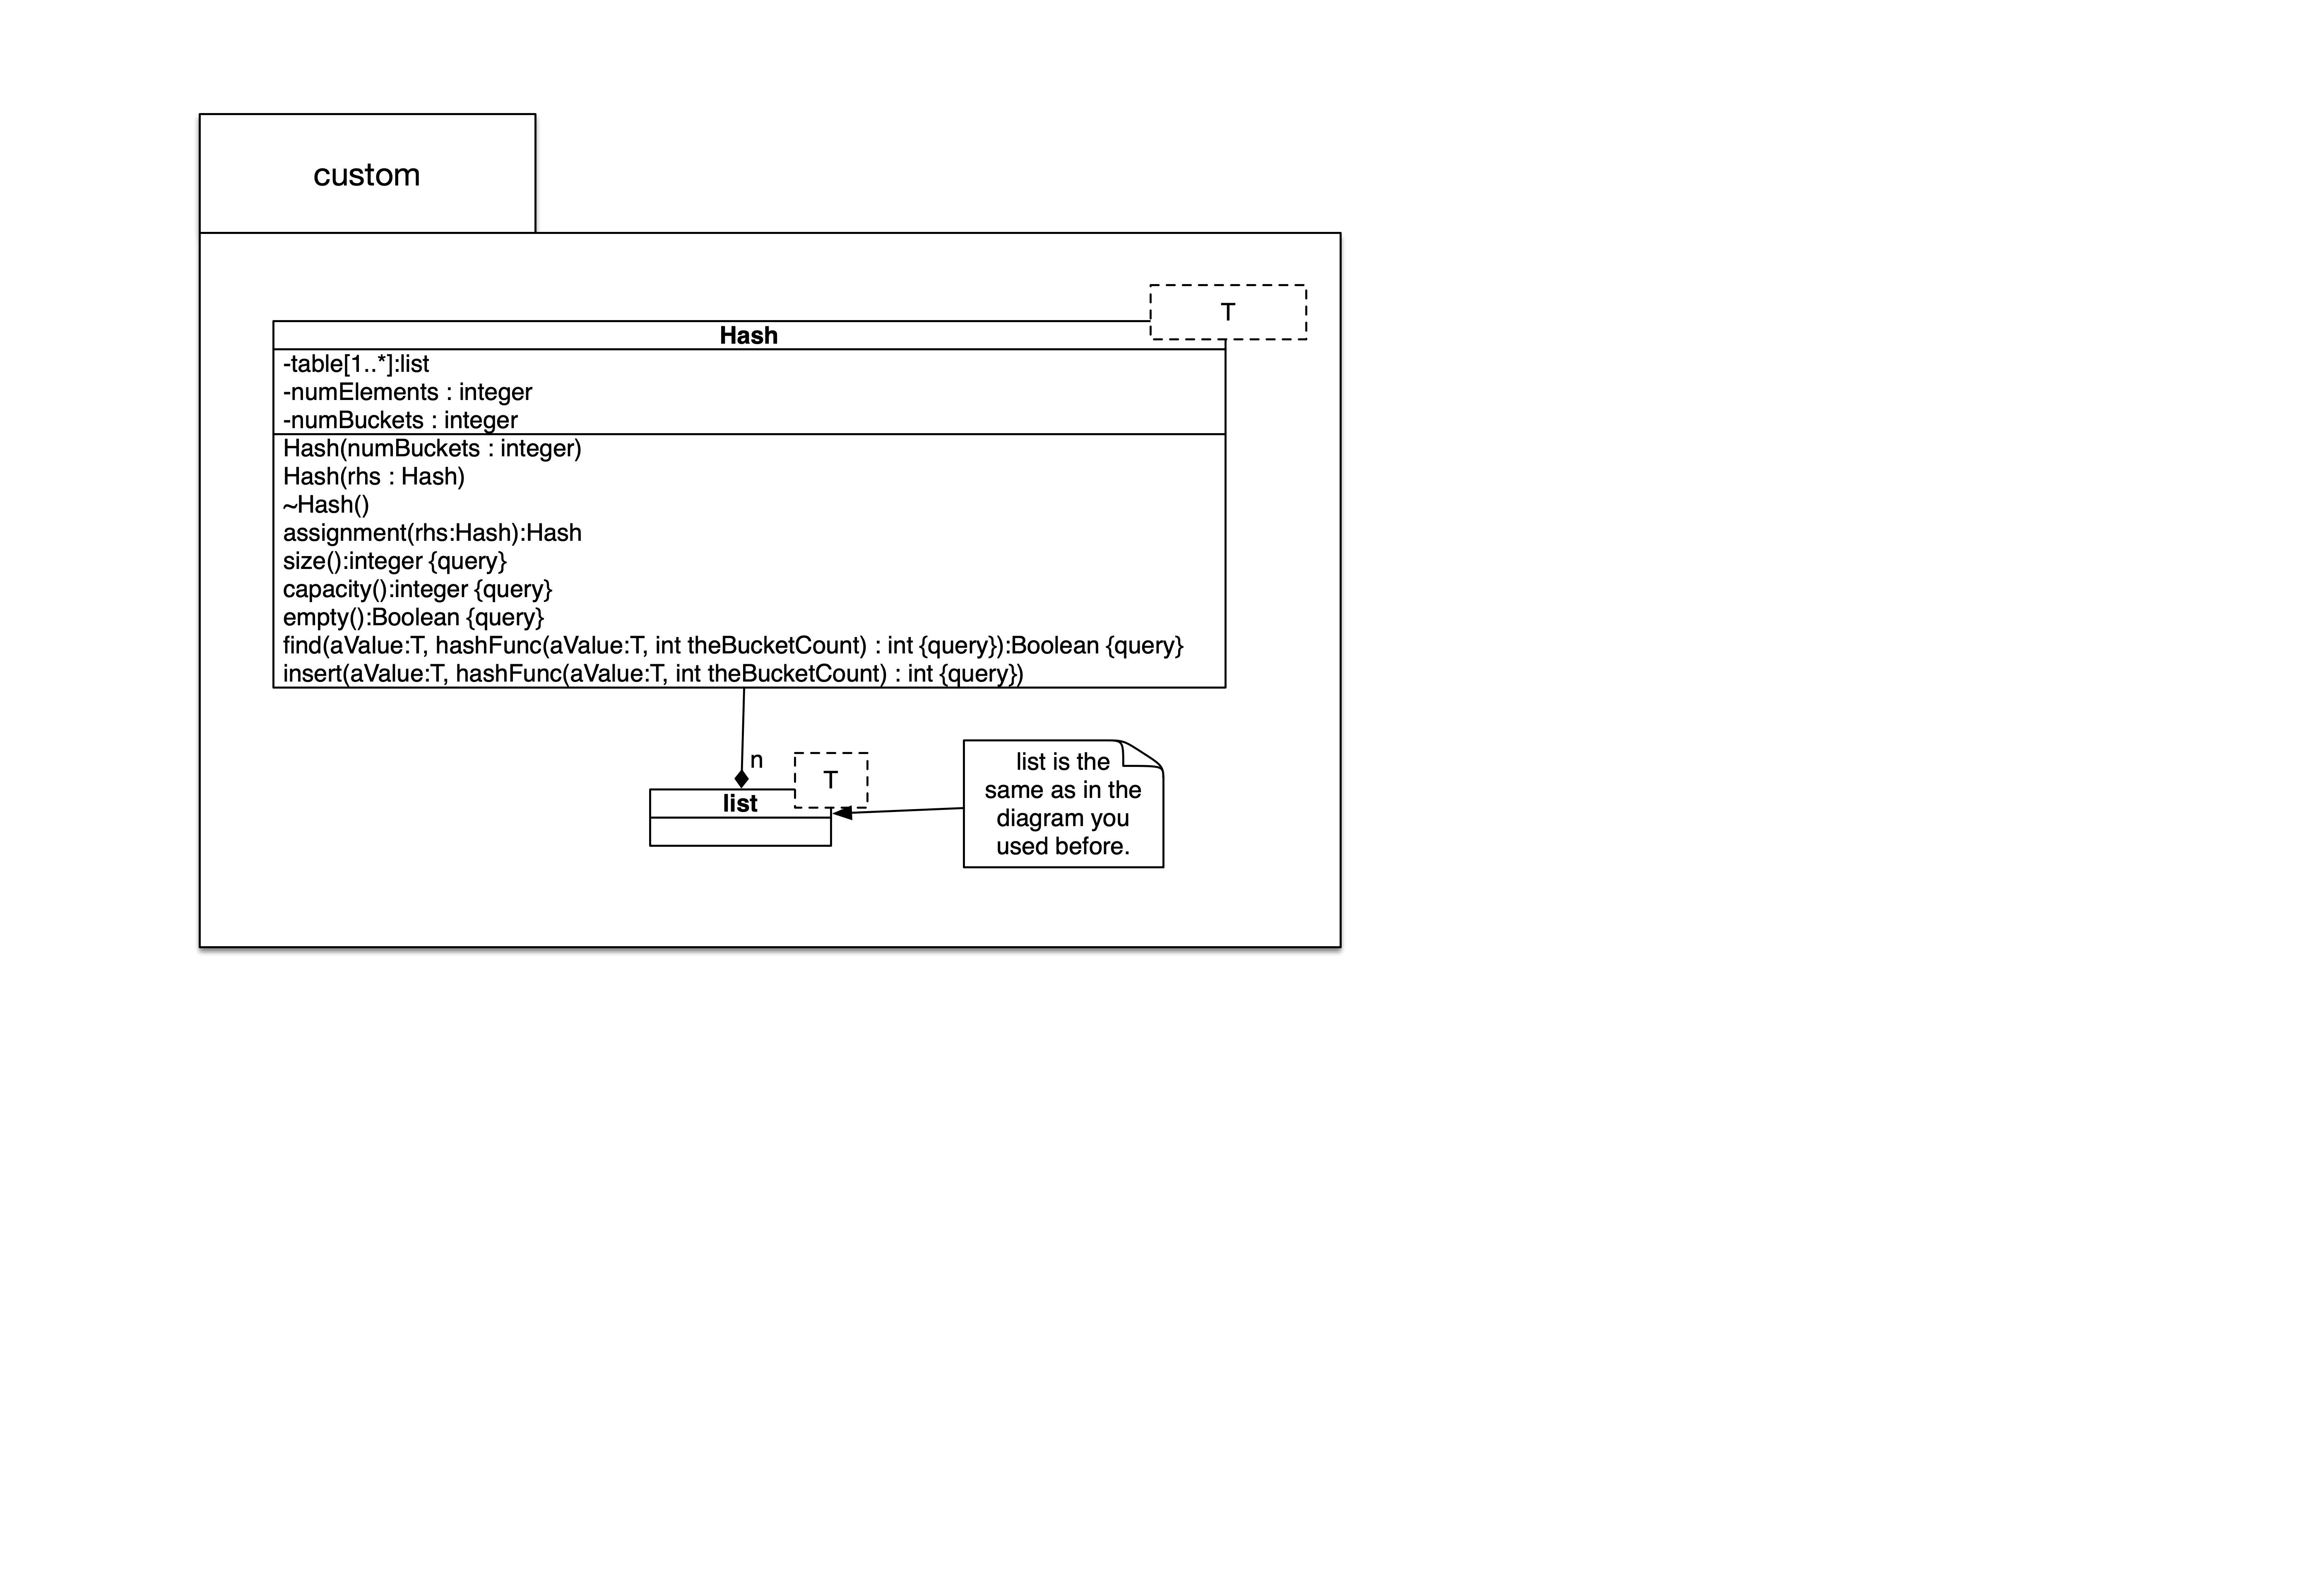 custom
T
Hash
-table[1..*]:list
-numElements : integer
-numBuckets : integer
Hash(numBuckets : integer)
Hash(rhs : Hash)
~Hash()
assignment(rhs:Hash):Hash
size():integer {query}
capacity():integer {query}
empty():Boolean {query}
find(aValue:T, hashFunc(aValue:T, int theBucketCount) : int {query}):Boolean {query}
insert(aValue:T, hashFunc(aValue:T, int theBucketCount) : int {query})
n
T
list
list is the
same as in the
diagram you
used before.